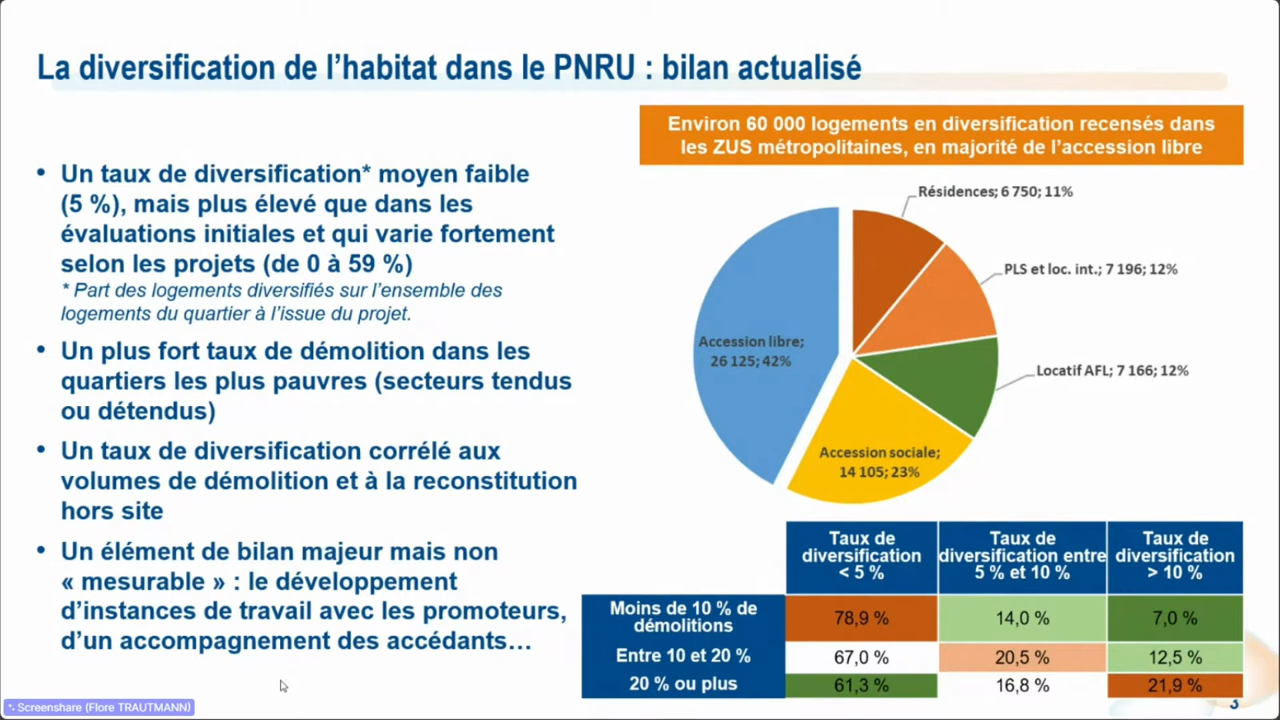 La diversification de l’habitat dans le PNRU : bilan actualisé
Environ 60 000 logements en diversification recensés dans
les ZUS métropolitaines, en majorité de l’accession libre
• Un taux de diversification* moyen faible
(5 %), mais plus élevé que dans les
évaluations initiales et qui varie fortement
selon les projets (de 0 à 59 %)
* Part des logements diversifiés sur l’ensemble des
logements du quartier à l’issue du projet.
• Un plus fort taux de démolition dans les
quartiers les plus pauvres (secteurs tendus
ou détendus)
• Un taux de diversification corrélé aux
volumes de démolition et à la reconstitution
hors site
• Un élément de bilan majeur mais non
« mesurable » : le développement
d’instances de travail avec les promoteurs,
d’un accompagnement des accédants…
Résidences; 6 750; 11%
PLS et loc. int.; 7 196; 12%
Locatif AFL; 7 166; 12%
Accession sociale;
14 105; 23%
Accession libre;
26 125; 42%
Taux de
diversification
< 5 %
Taux de
diversification entre
5 % et 10 %
Taux de
diversification
> 10 %
Moins de 10 % de
démolitions
78,9 % 14,0 % 7,0 %
Entre 10 et 20 % 67,0 % 20,5 % 12,5 %
20 % ou plus 61,3 % 16,8 % 21,9 %
3
Screenshare (Flore TRAUTMANN)